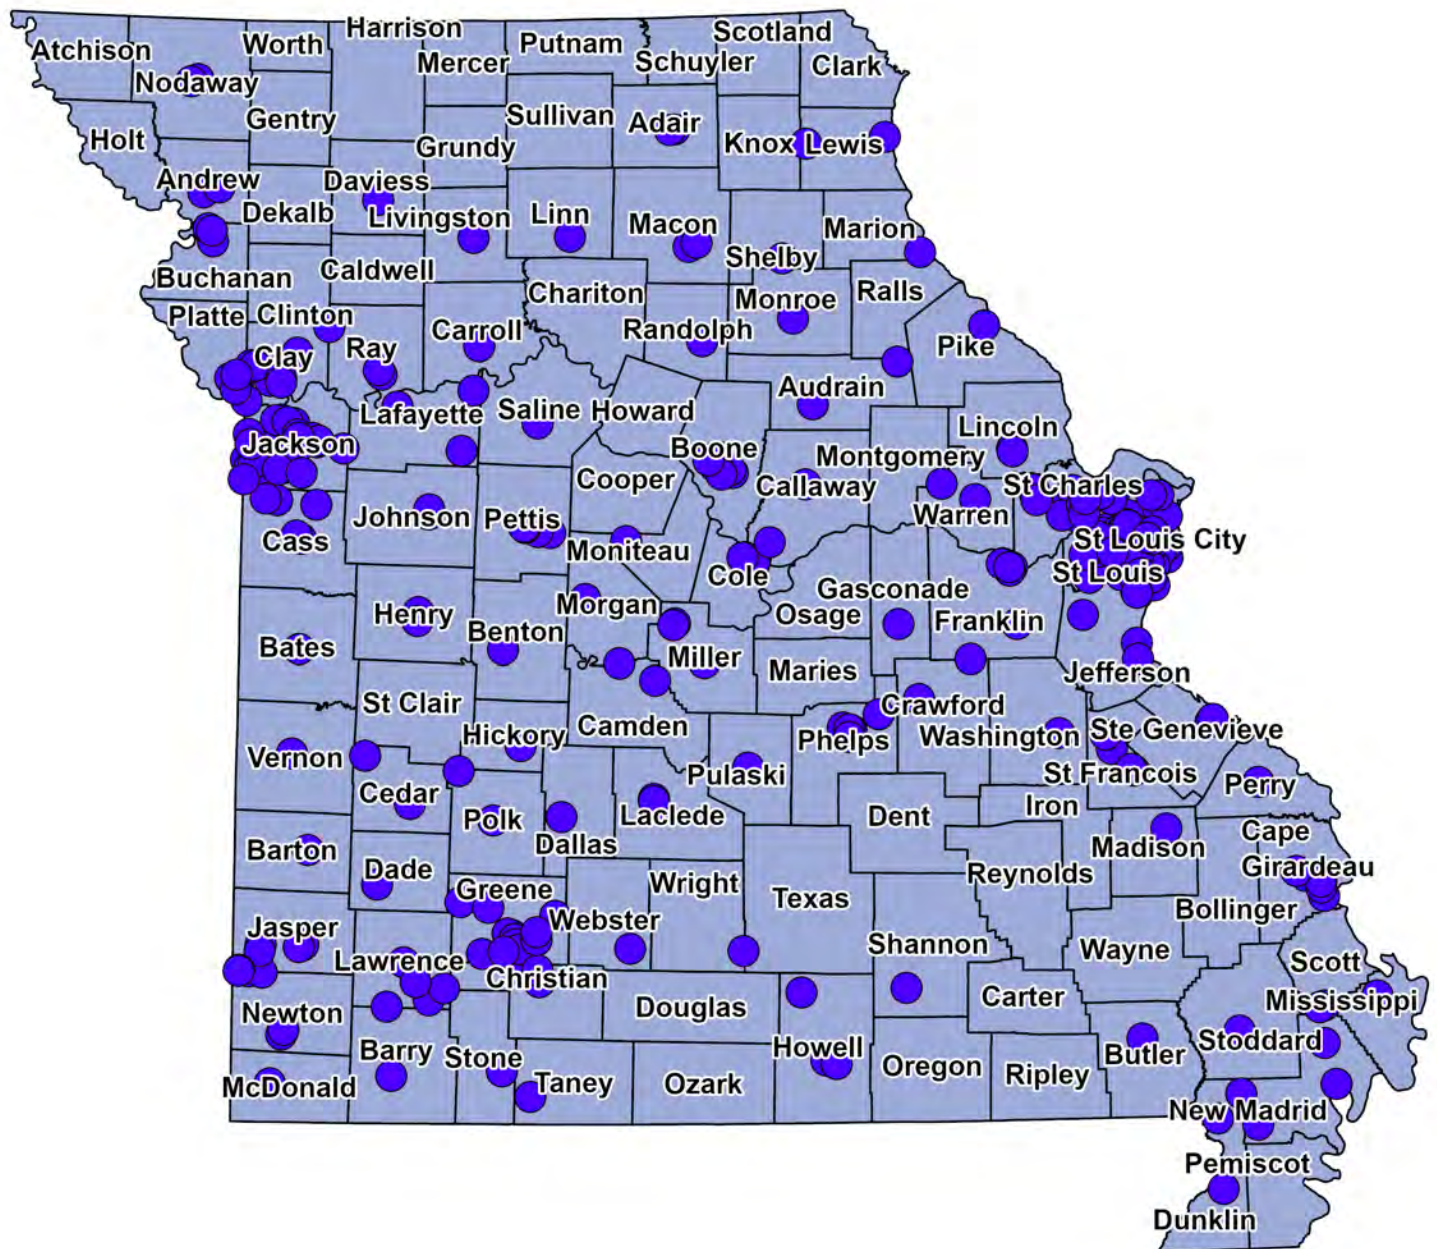 Harrison
Scotland
Atchison
Worth
Putnam
Mercer
Schuyler
Clark
Nodaway
Gentry
Sullivan
Adair
Holt
Grundy
Knox
Lewis
Andrew
Daviess
Dekalb
Livingston
Linn
Macon
Marion
Shelby
Buchanan
Caldwell
Chariton
Monroe
Ralls
Platte
Clinton
Carroll
Randolph
Clay
Ray
Pike
Audrain
Lafayette
Saline
Howard
Lincoln
Jackson
Boone
Montgomery
Cooper
Callaway
St Charles
Johnson
Pettis
Warren
Cass
Moniteau
St Louis City
Cole
St Louis
Gasconade
Henry
Morgan
Osage
Franklin
Benton
Bates
Miller
Maries
Jefferson
St Clair
Crawford
Camden
Hickory
Phelps
Washington
Ste Genevieve
Vernon
Pulaski
St Francois
Perry
Cedar
Polk
Laclede
Dent
Iron
Dallas
Barton
Madison
Cape
Girardeau
Dade
Greene
Wright
Reynolds
Texas
Bollinger
Jasper
Webster
Shannon
Wayne
Lawrence
Christian
Scott
Newton
Douglas
Carter
Mississippi
Barry
Stone
Howell
Stoddard
Butler
McDonald
Taney
Ozark
Oregon
Ripley
New Madrid
Pemiscot
Dunklin